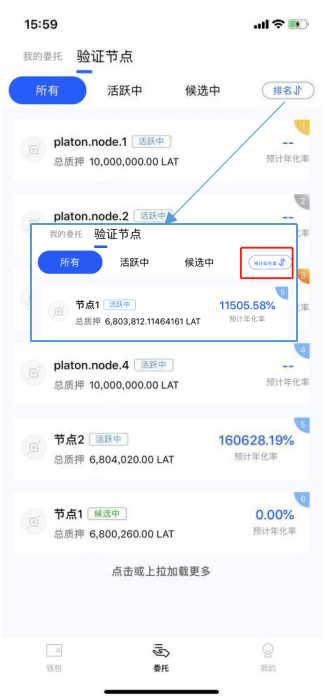 15:59
我的委托 验证节点
所有 活跃中 候选中 排名
1
platon.node.1 活跃中 --
总质押 10,000,000.00 LAT 预计年化率
2
platon.node.2 活跃中 --
化率
我的委托 验证节点
所有 活跃中 候选中 预计年化率
5
节点1 活跃中 11505.58%
总质押 6,803,812.11464161 LAT 预计年化率
3
化率
4
platon.node.4 活跃中 --
总质押 10,000,000.00 LAT 预计年化率
5
节点2 活跃中 160628.19%
总质押 6,804,020.00 LAT 预计年化率
6
节点1 候选中 0.00%
总质押 6,800,260.00 LAT 预计年化率
点击或上拉加载更多
钱包 委托 我的